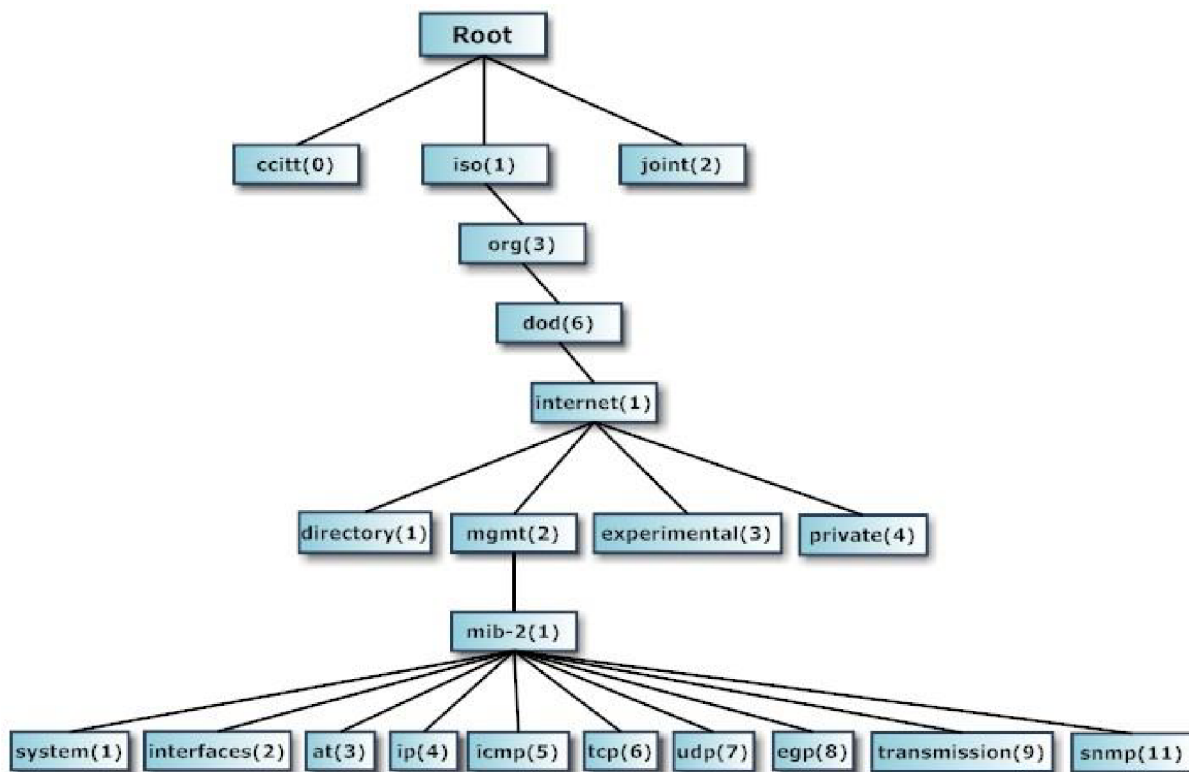 Root
ccitt(0)
iso(1)
joint(2)
org(3)
dod(6)
internet(1)
directory(1)
mgmt(2)
experimental(3)
private(4)
mib-2(1)
system(1)
interfaces(2)
at(3)
ip(4)
icmp(5)
tcp(6)
udp(7)
egp(8)
transmission(9)
snmp(11)